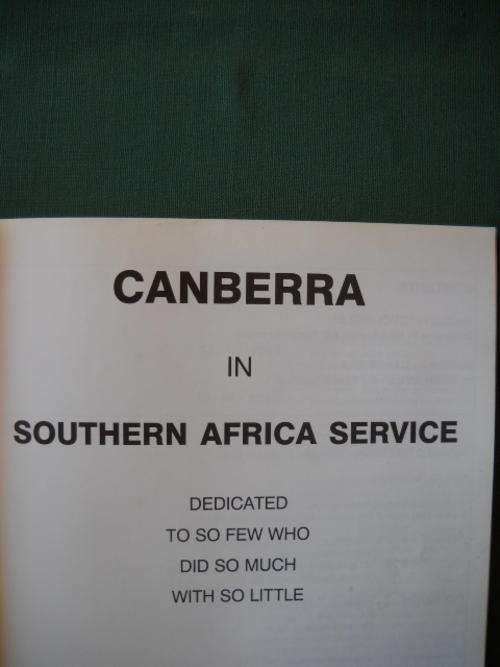 CANBERRA
IN
SOUTHERN AFRICA SERVICE
DEDICATED
TO SO FEW WHO
DID SO MUCH
WITH SO LITTLE